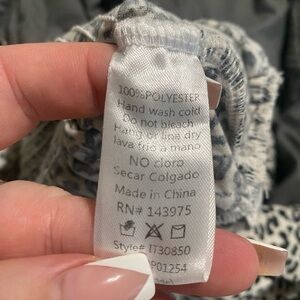 100%POLYESTER
Hand wash cold
Do not bleach
Hang or line dry
lava frio a mano
NO cloro
Secar Colgado
Made in China
RN# 143975
Style# IT30850
P01254